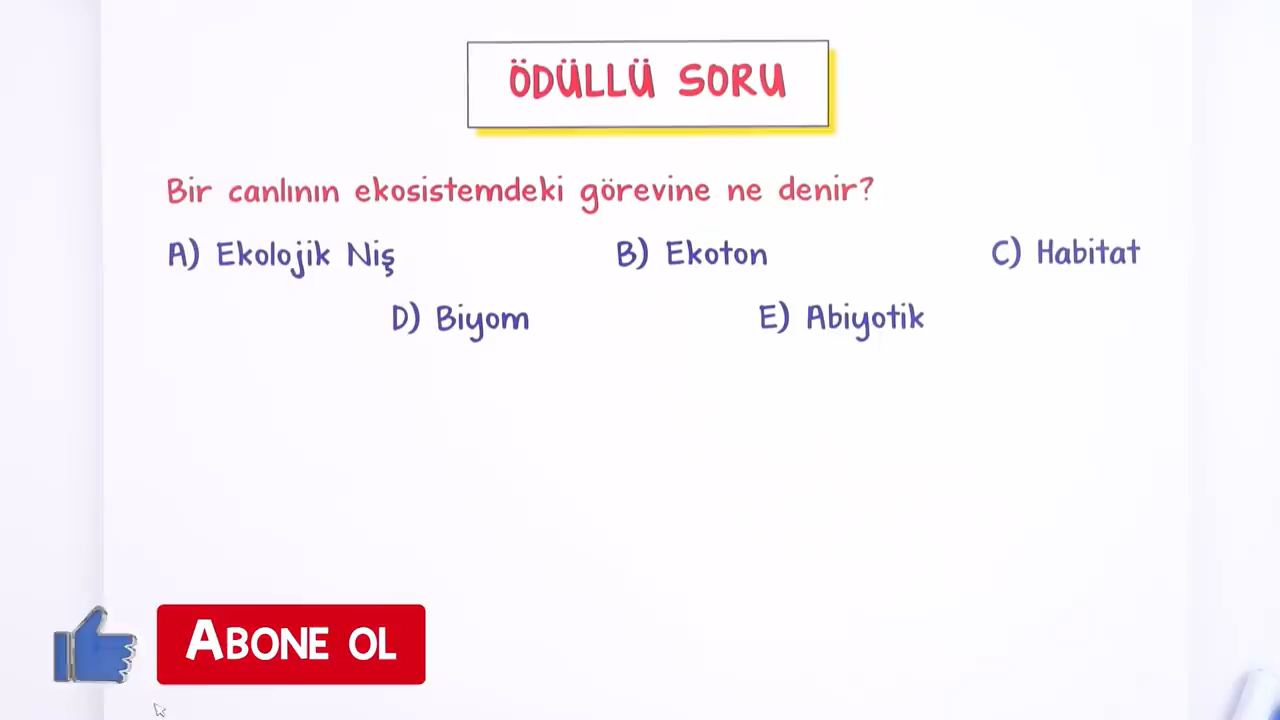 ÖDÜLLÜ SORU
Bir canlının ekosistemdeki görevine ne denir?
A) Ekolojik Niş B) Ekoton C) Habitat
D) Biyom E) Abiyotik
ABONE OL